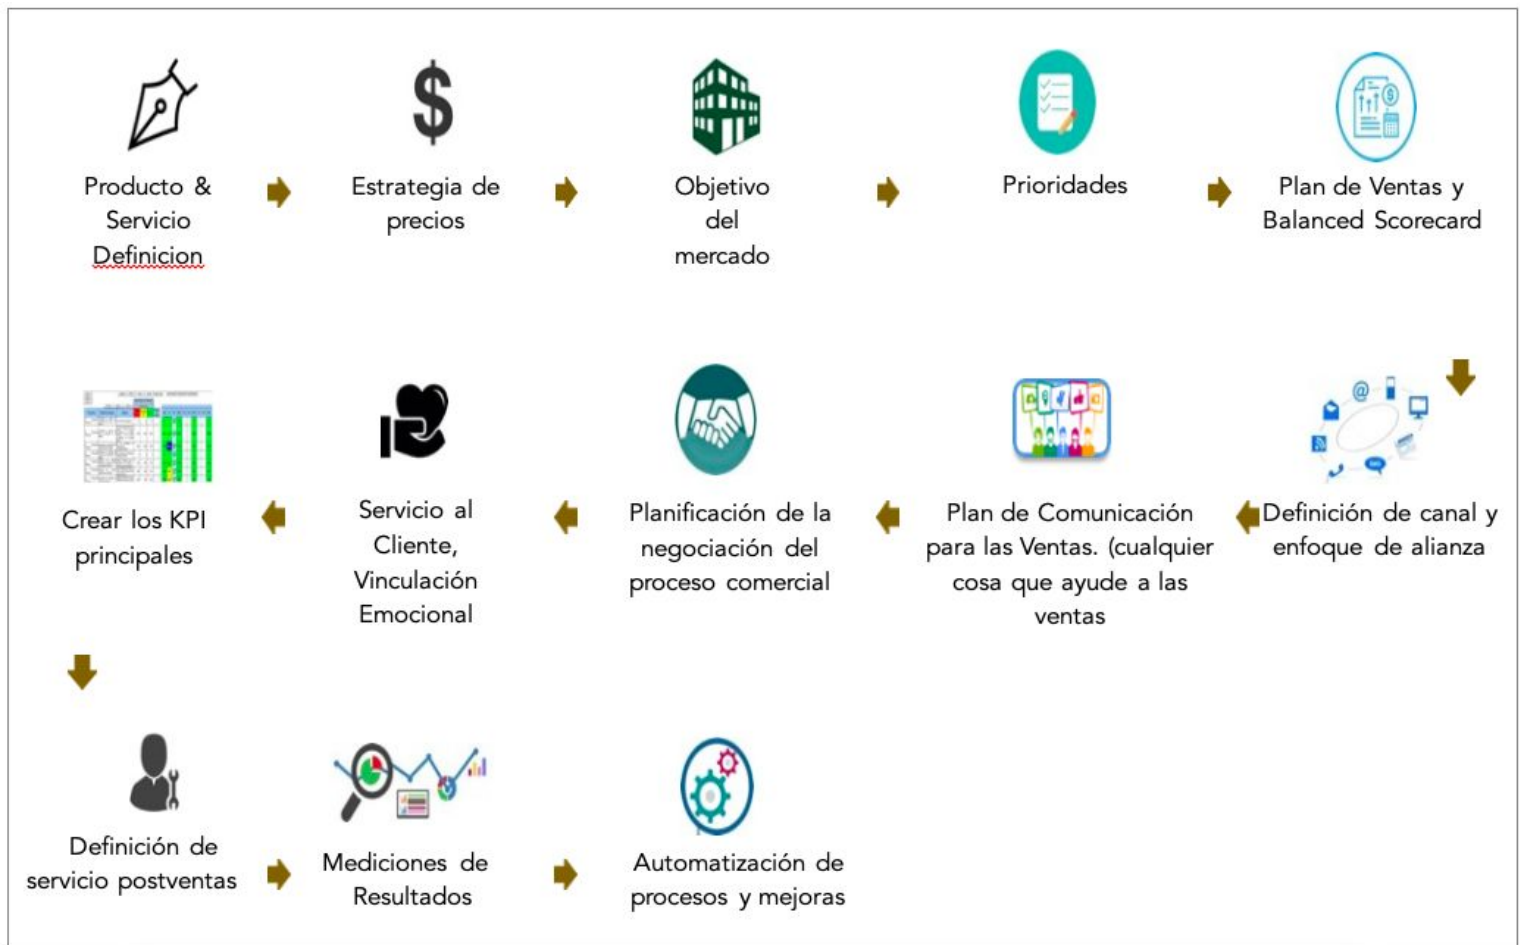 Producto &
Servicio
Definicion
Estrategia de
precios
Objetivo
del
mercado
Prioridades
Plan de Ventas y
Balanced Scorecard
Definición de canal y
enfoque de alianza
Plan de Comunicación
para las Ventas. (cualquier
cosa que ayude a las
ventas
Planificación de la
negociación del
proceso comercial
Servicio al
Cliente,
Vinculación
Emocional
Crear los KPI
principales
Definición de
servicio postventas
Mediciones de
Resultados
Automatización de
procesos y mejoras